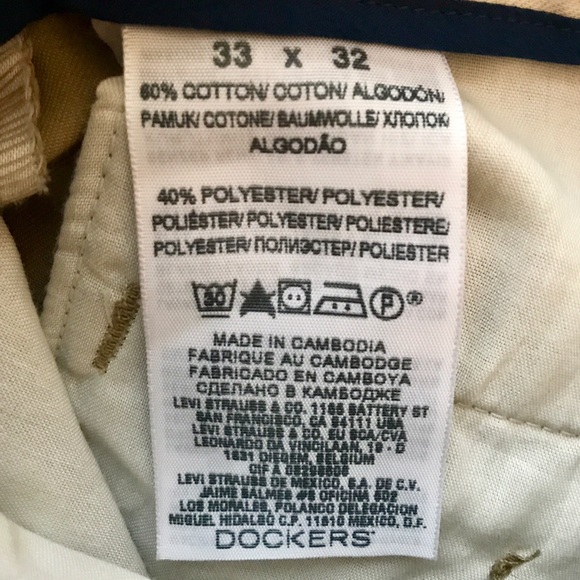 33 x 32
60% COTTON/ COTON/ ALGODÓN/
PAMUK/ COTONE/ BAUMWOLLE/ ХЛОПОК/
ALGODÃO
40% POLYESTER/ POLYESTER/
POLIÉSTER/ POLYESTER/ POLIESTERE/
POLYESTER/ ПОЛИЭСТЕР/ POLIESTER
30 P®
MADE IN CAMBODIA
FABRIQUE AU CAMBODGE
FABRICADO EN CAMBOYA
СДЕЛАНО В КАМБОДЖЕ
LEVI STRAUSS & CO. 1155 BATTERY ST
SAN FRANCISCO, CA 94111 USA
LEVI STRAUSS & CO. EU SCA/CVA
LEONARDO DA VINCILAAN, 19 - D
1831 DIEGEM, BELGIUM
CIF A
LEVI STRAUSS DE MEXICO, S.A. DE C.V.
JAIME BALMES #8 OFICINA 602
LOS MORALES, POLANCO DELEGACION
MIGUEL HIDALGO C.P. 11510 MEXICO, D.F.
DOCKERS®